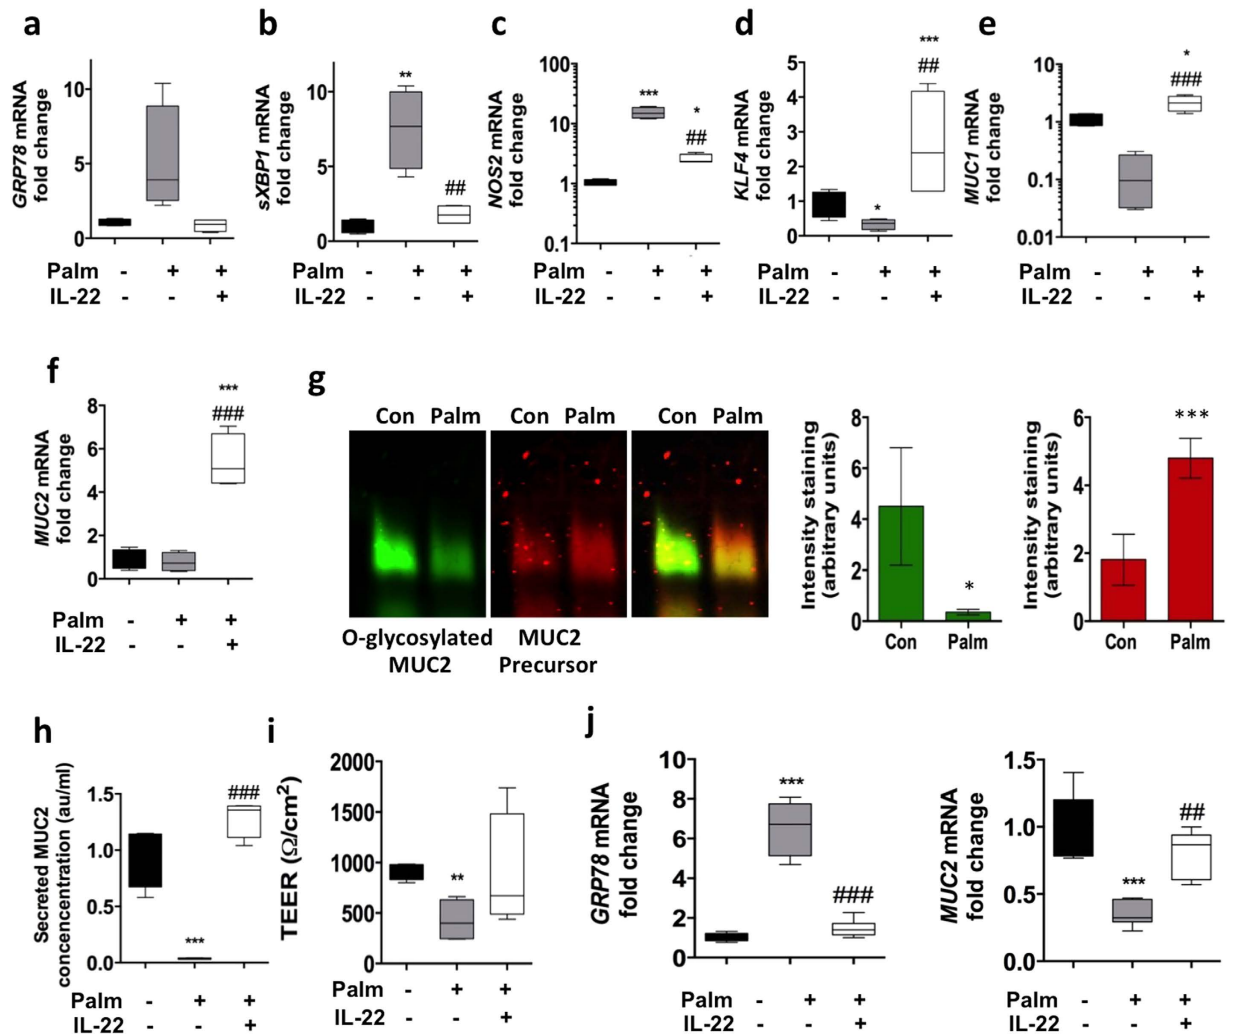 a
GRP78 mRNA
fold change
10
5
0
Palm - + +
IL-22 - - +
b
**
sXBP1 mRNA
fold change
10
5
0
##
Palm - + +
IL-22 - - +
c
NOS2 mRNA
fold change
100
10
1
0.1
***
*
##
Palm - + +
IL-22 - - +
d
***
##
KLF4 mRNA
fold change
5
4
3
2
1
0
*
Palm - + +
IL-22 - - +
e
*
###
MUC1 mRNA
fold change
10
1
0.1
0.01
Palm - + +
IL-22 - - +
f
***
###
MUC2 mRNA
fold change
8
6
4
2
0
Palm - + +
IL-22 - - +
g
Con Palm Con Palm Con Palm
O-glycosylated
MUC2
MUC2
Precursor
Intensity staining
(arbitrary units)
8
6
4
2
0
*
Con Palm
Intensity staining
(arbitrary units)
6
4
2
0
***
Con Palm
h
###
Secreted MUC2
concencentration (au/ml)
1.5
1.0
0.5
0.0
***
Palm - + +
IL-22 - - +
i
TEER (Ω/cm²)
2000
1500
1000
500
0
**
Palm - + +
IL-22 - - +
j
GRP78 mRNA
fold change
10
8
6
4
2
0
***
###
Palm - + +
IL-22 - - +
MUC2 mRNA
fold change
1.5
1.0
0.5
0.0
***
##
Palm - + +
IL-22 - - +